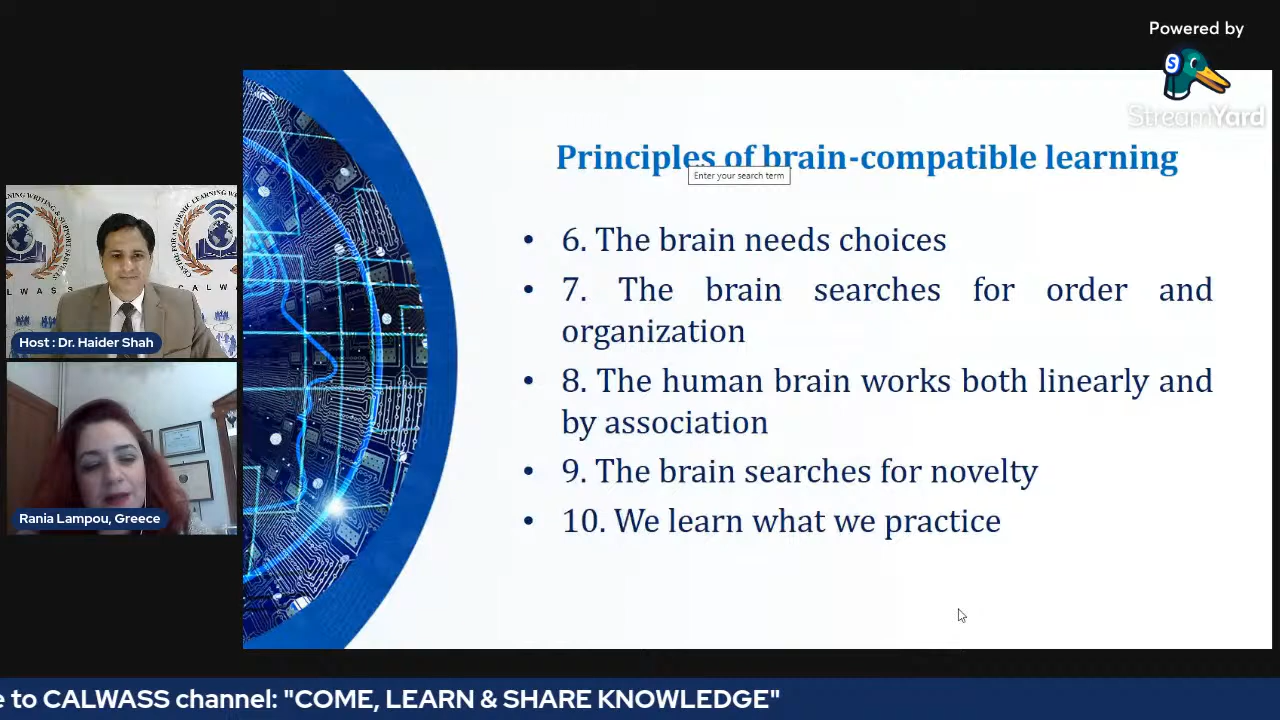 Powered by
S
StreamYard
Principles of brain-compatible learning
Enter your search term
• 6. The brain needs choices
• 7. The brain searches for order and
organization
• 8. The human brain works both linearly and
by association
• 9. The brain searches for novelty
• 10. We learn what we practice
CALWASS
Host : Dr. Haider Shah
Rania Lampou, Greece
e to CALWASS channel: "COME, LEARN & SHARE KNOWLEDGE"